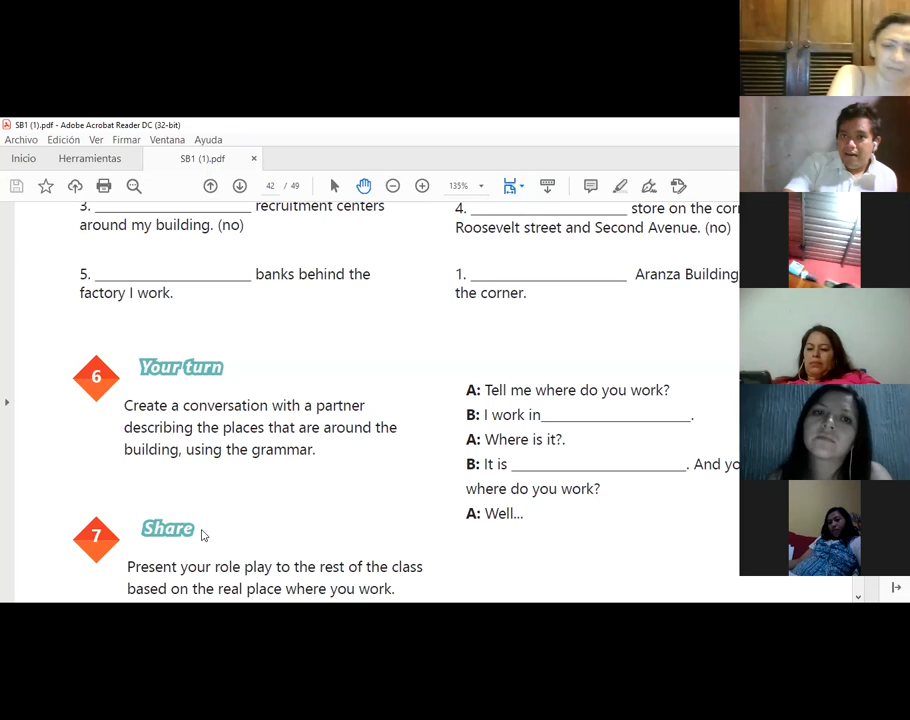 SB1 (1).pdf - Adobe Acrobat Reader DC (32-bit)
Archivo Edición Ver Firmar Ventana Ayuda
Inicio Herramientas SB1 (1).pdf ×
42 / 49 135%
3. ____________________ recruitment centers
around my building. (no)
4. ____________________ store on the corn
Roosevelt street and Second Avenue. (no)
5. ____________________ banks behind the
factory I work.
1. ____________________ Aranza Building
the corner.
6 Your turn
Create a conversation with a partner
describing the places that are around the
building, using the grammar.
A: Tell me where do you work?
B: I work in____________________.
A: Where is it?.
B: It is ______________________. And yo
where do you work?
A: Well...
7 Share
Present your role play to the rest of the class
based on the real place where you work.